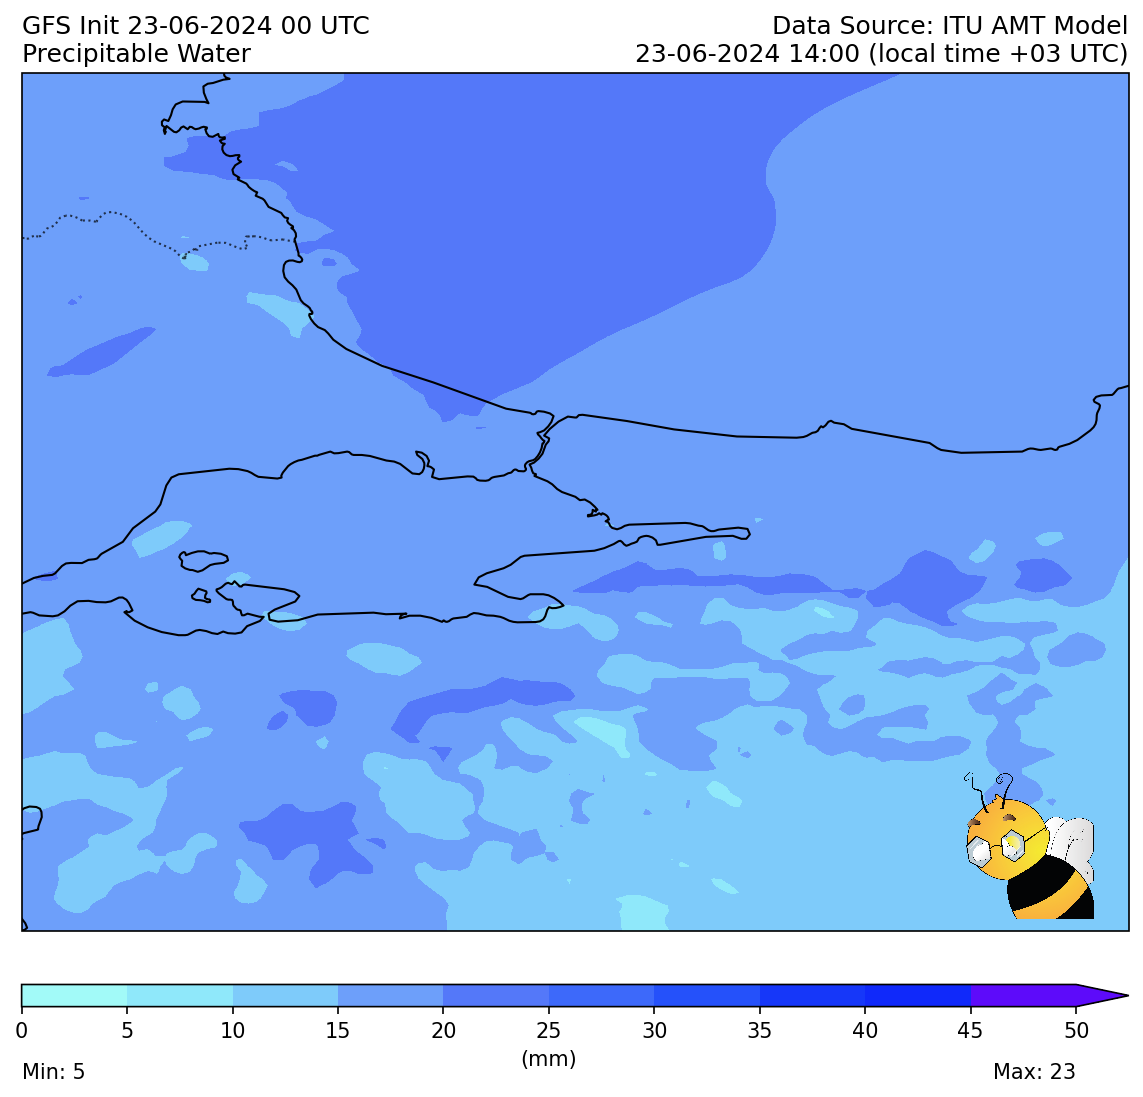 GFS Init 23-06-2024 00 UTC
Data Source: ITU AMT Model
Precipitable Water
23-06-2024 14:00 (local time +03 UTC)
0 5 10 15 20 25 30 35 40 45 50
(mm)
Min: 5
Max: 23